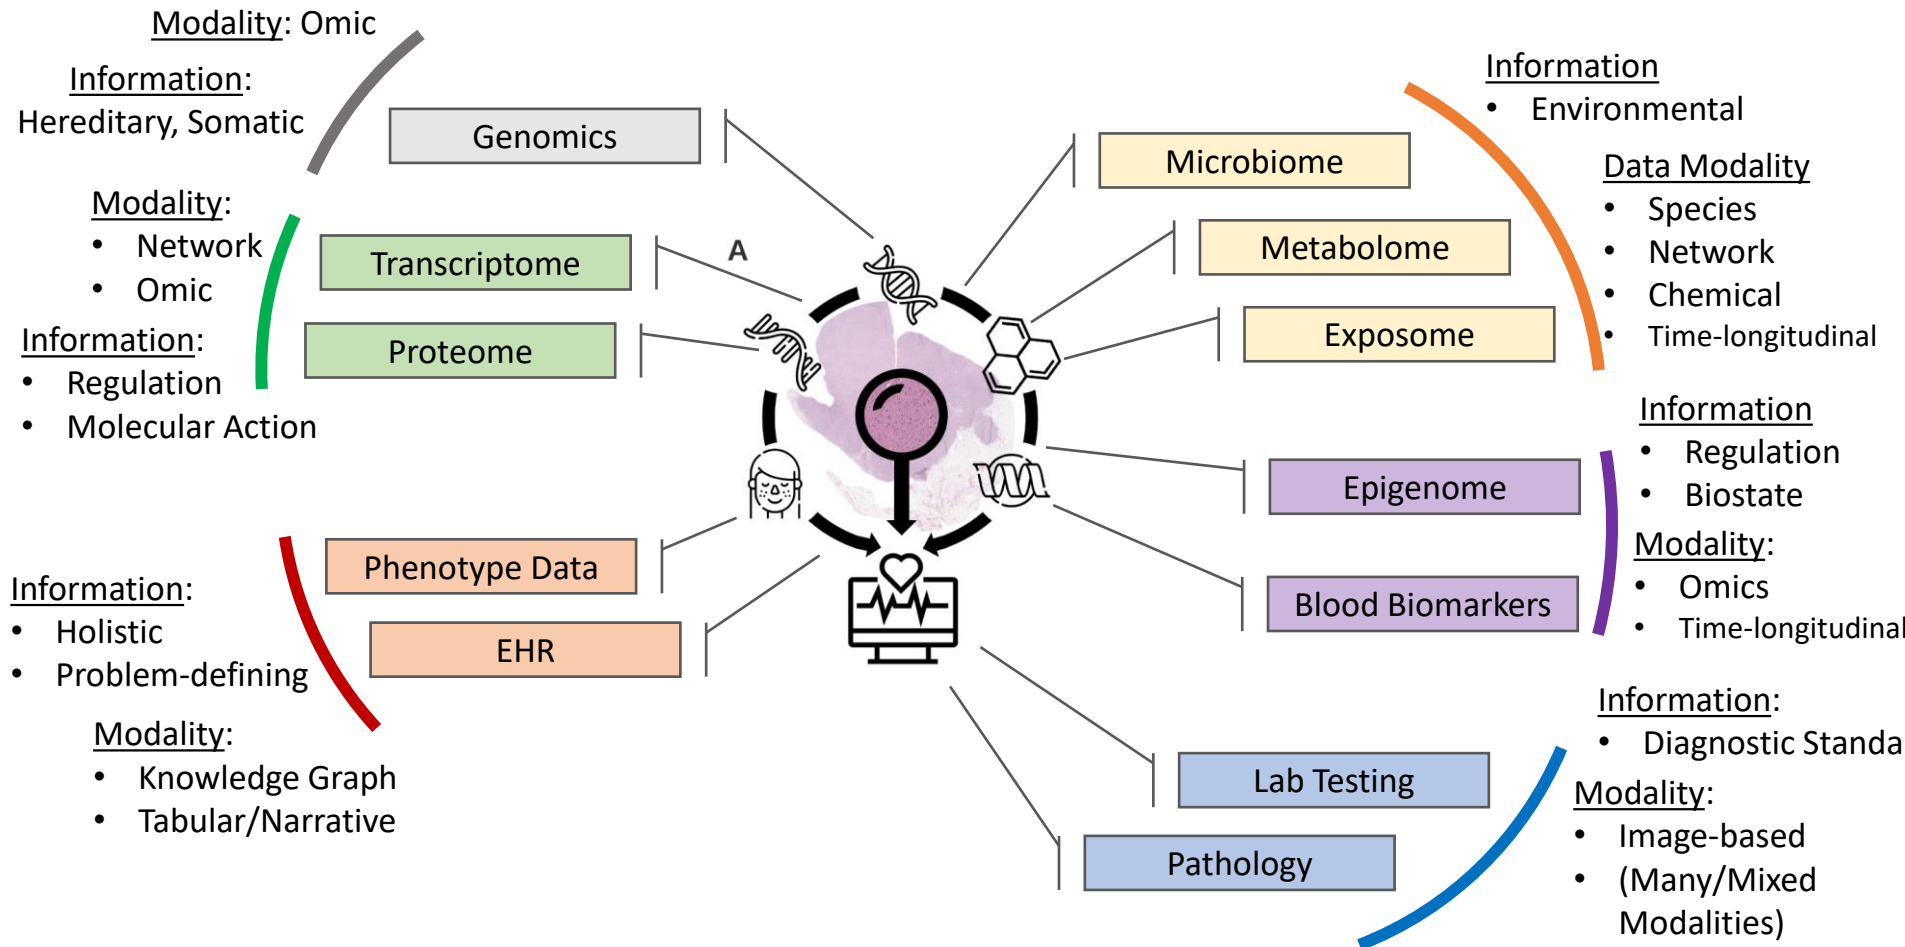 Modality: Omic
Information:
Hereditary, Somatic
Genomics
Modality:
• Network
• Omic
Information:
• Regulation
• Molecular Action
Transcriptome
Proteome
A
Information:
• Holistic
• Problem-defining
Modality:
• Knowledge Graph
• Tabular/Narrative
Phenotype Data
EHR
Microbiome
Metabolome
Exposome
Information
• Environmental
Data Modality
• Species
• Network
• Chemical
• Time-longitudinal
Epigenome
Blood Biomarkers
Information
• Regulation
• Biostate
Modality:
• Omics
• Time-longitudinal
Lab Testing
Pathology
Information:
• Diagnostic Standa
Modality:
• Image-based
• (Many/Mixed
Modalities)